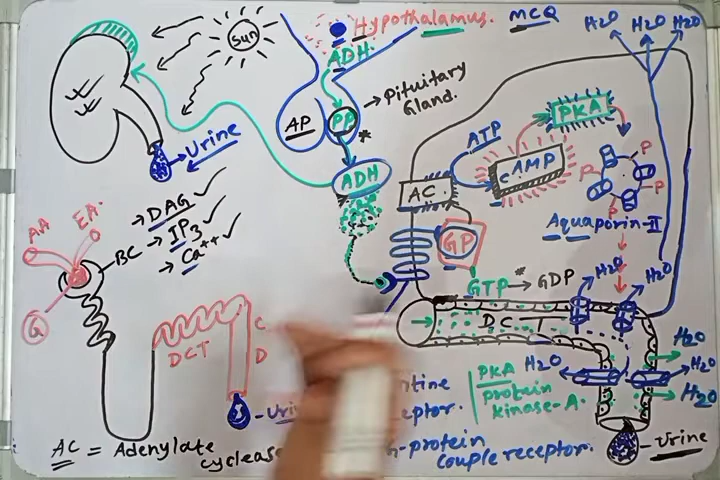 Hypothalamus.
MCQ
H2O H2O H2O
Sun
ADH.
Pituitary
Gland.
AP
PP
*
Urine
ADH
AC
ATP
cAMP
PKA
P
P
P
P
Aquaporin-II
→ DAG ✓
→ IP3 ✓
→ Ca++ ✓
AA
EA.
BC
G
GP
GTP → GDP
*
H2O
H2O
DCT
C
D
DC
H2O
H2O
H2O
H2O
PKA
protein
kinase-A.
Urine
AC = Adenylate
cyclase
-protein
couple receptor.